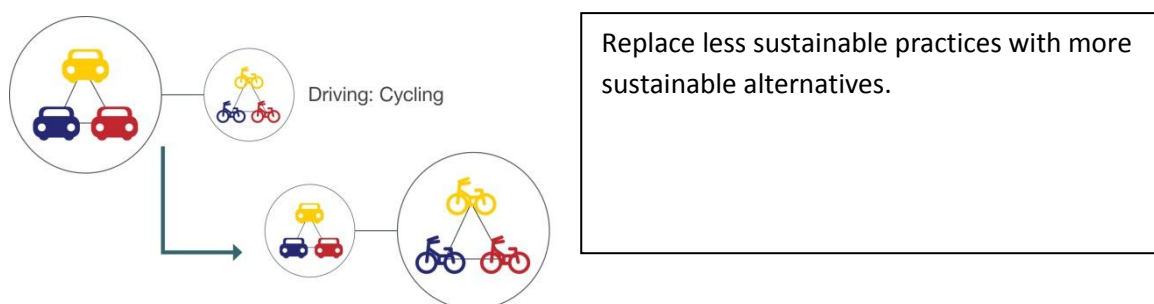 Driving: Cycling
Replace less sustainable practices with more
sustainable alternatives.